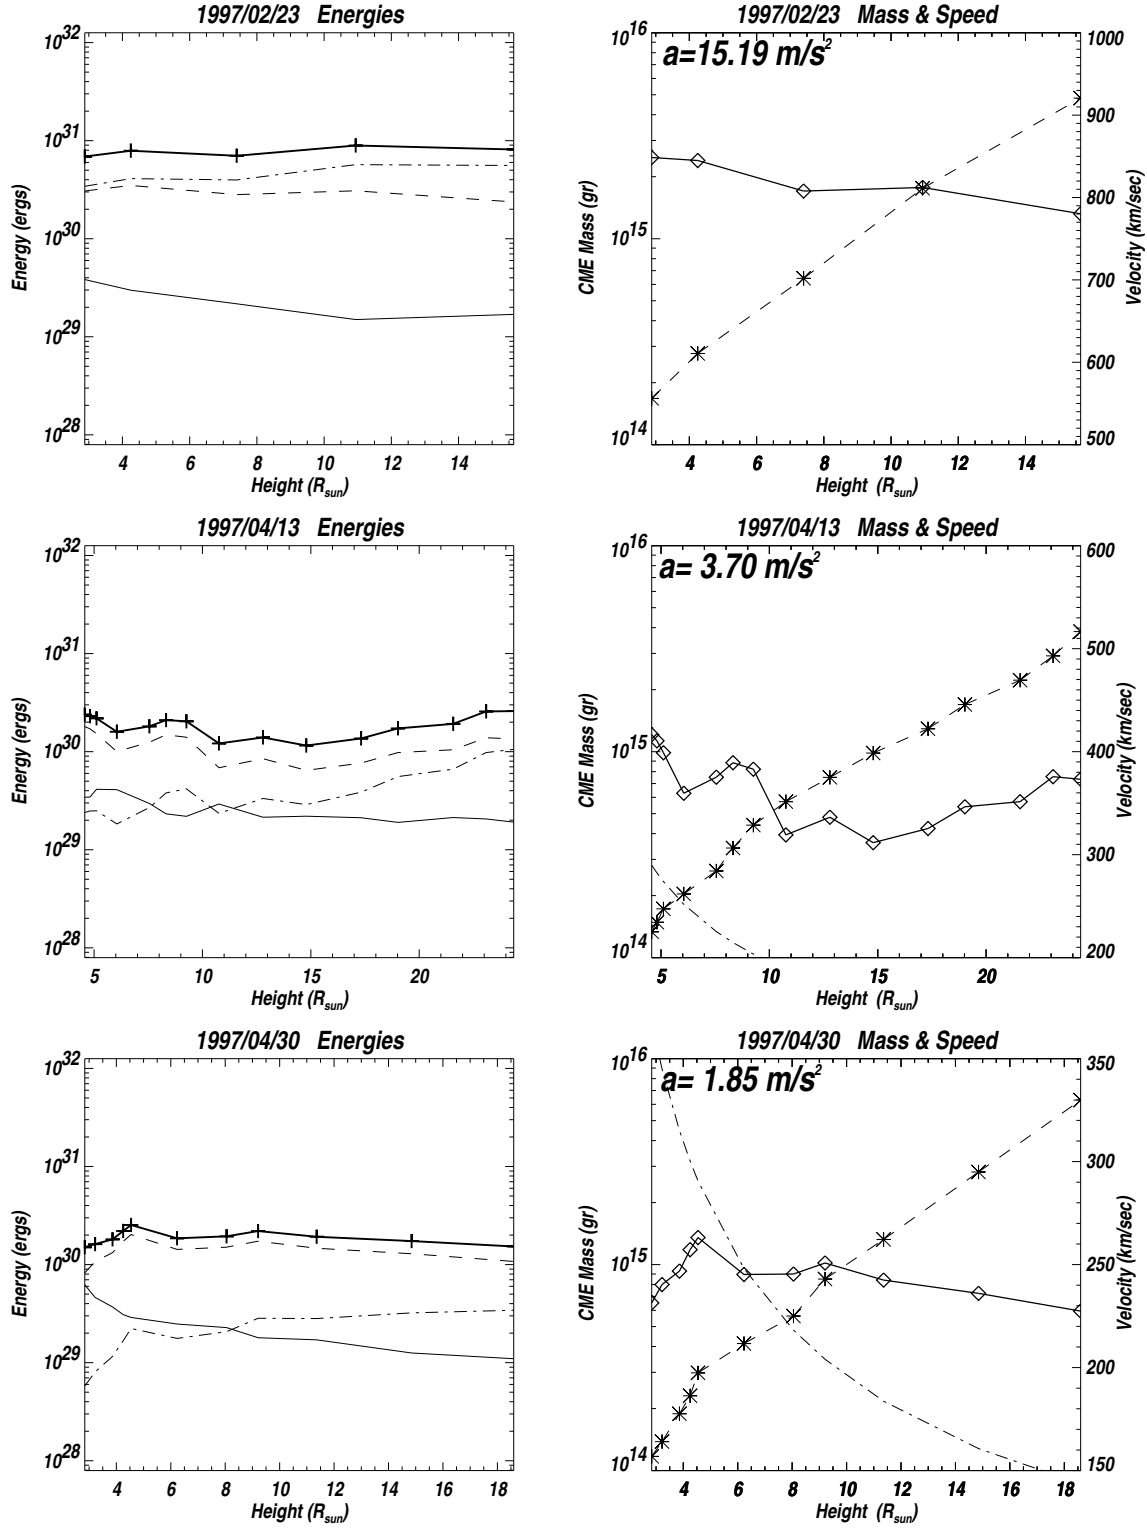 1997/02/23 Energies
10^32
10^31
10^30
10^29
10^28
Energy (ergs)
4 6 8 10 12 14
Height (R_sun)
1997/02/23 Mass & Speed
a=15.19 m/s^2
10^16
10^15
10^14
CME Mass (gr)
1000
900
800
700
600
500
Velocity (km/sec)
4 6 8 10 12 14
Height (R_sun)
1997/04/13 Energies
10^32
10^31
10^30
10^29
10^28
Energy (ergs)
5 10 15 20
Height (R_sun)
1997/04/13 Mass & Speed
a= 3.70 m/s^2
10^16
10^15
10^14
CME Mass (gr)
600
500
400
300
200
Velocity (km/sec)
5 10 15 20
Height (R_sun)
1997/04/30 Energies
10^32
10^31
10^30
10^29
10^28
Energy (ergs)
4 6 8 10 12 14 16 18
Height (R_sun)
1997/04/30 Mass & Speed
a= 1.85 m/s^2
10^16
10^15
10^14
CME Mass (gr)
350
300
250
200
150
Velocity (km/sec)
4 6 8 10 12 14 16 18
Height (R_sun)